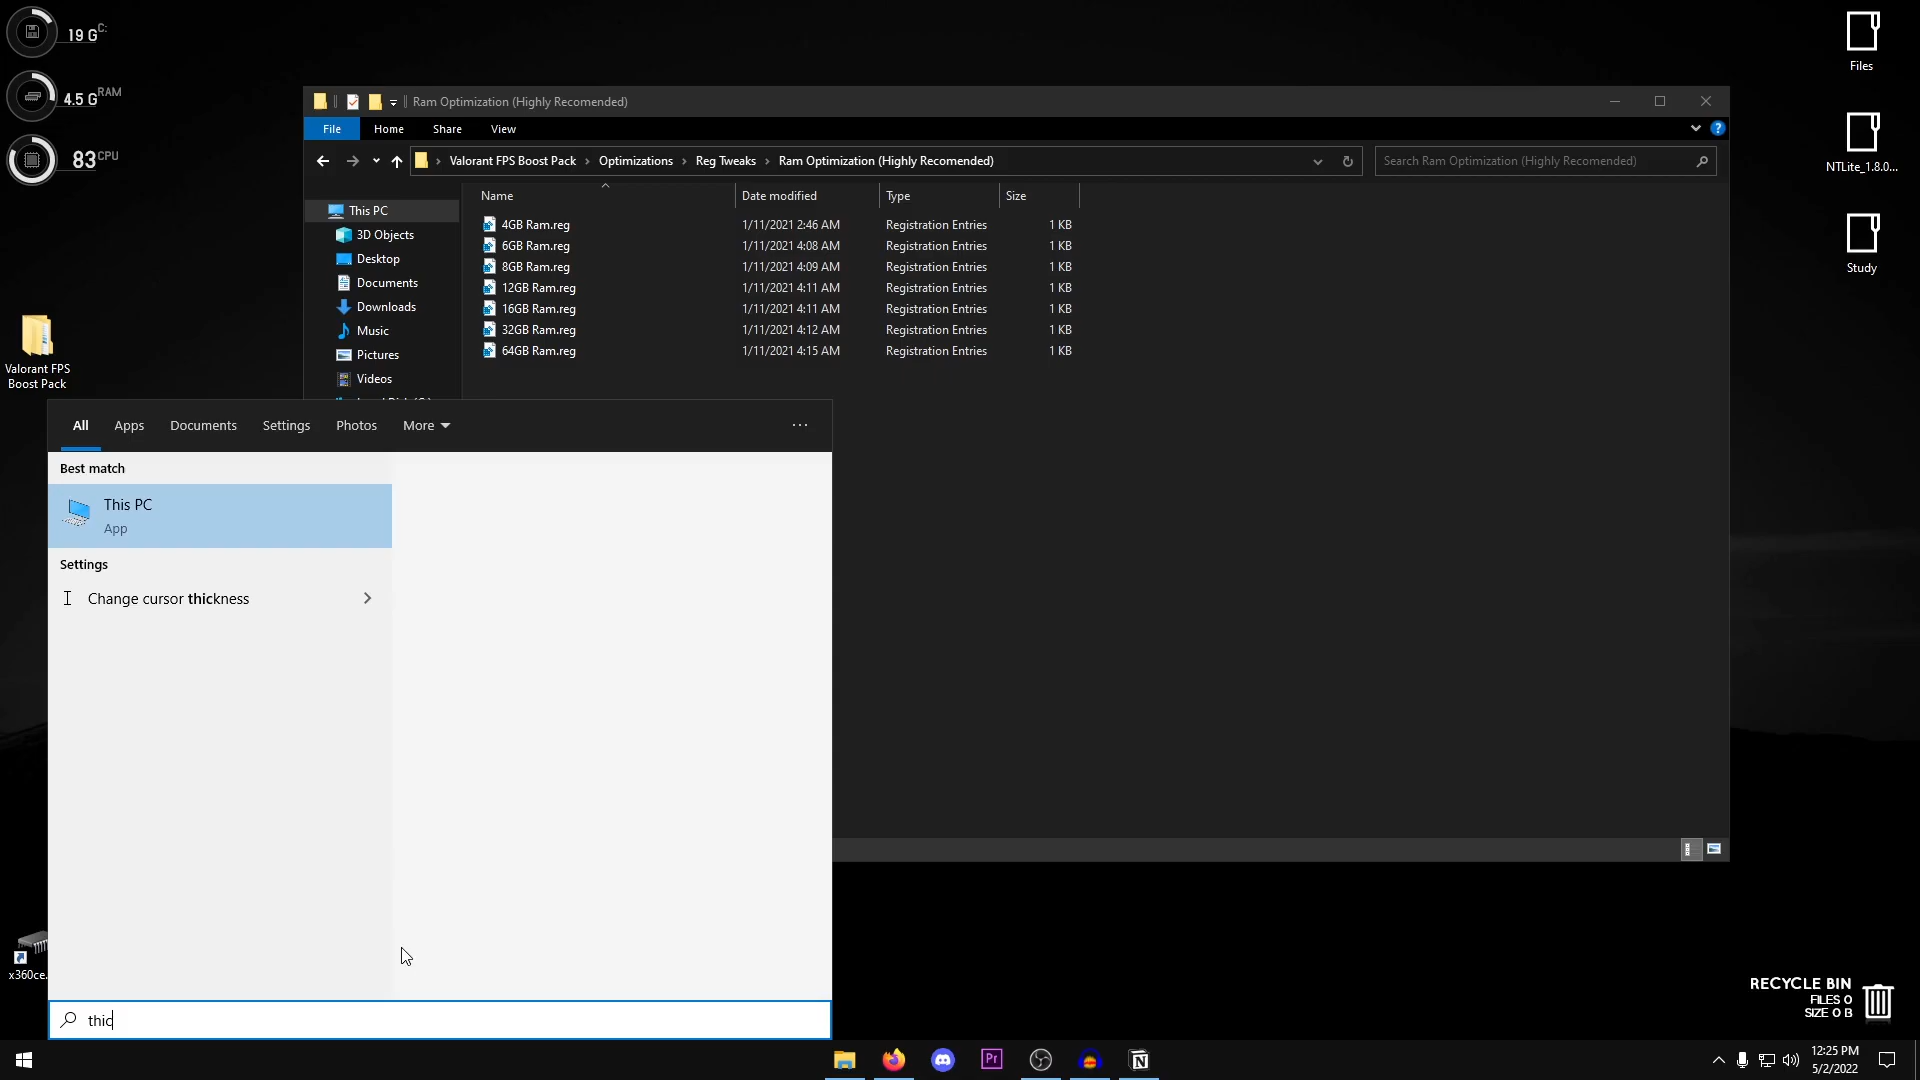 19 G C:
4.5 G RAM
83 CPU
Files
NTLite_1.8.0...
Study
Valorant FPS
Boost Pack
x360ce.
Ram Optimization (Highly Recomended)
File Home Share View
Valorant FPS Boost Pack Optimizations Reg Tweaks Ram Optimization (Highly Recomended)
Search Ram Optimization (Highly Recomended)
Name Date modified Type Size
This PC
3D Objects
Desktop
Documents
Downloads
Music
Pictures
Videos
4GB Ram.reg 1/11/2021 2:46 AM Registration Entries 1 KB
6GB Ram.reg 1/11/2021 4:08 AM Registration Entries 1 KB
8GB Ram.reg 1/11/2021 4:09 AM Registration Entries 1 KB
12GB Ram.reg 1/11/2021 4:11 AM Registration Entries 1 KB
16GB Ram.reg 1/11/2021 4:11 AM Registration Entries 1 KB
32GB Ram.reg 1/11/2021 4:12 AM Registration Entries 1 KB
64GB Ram.reg 1/11/2021 4:15 AM Registration Entries 1 KB
All Apps Documents Settings Photos More ...
Best match
This PC
App
Settings
Change cursor thickness
thic
RECYCLE BIN
FILES 0
SIZE 0 B
Pr
12:25 PM
5/2/2022